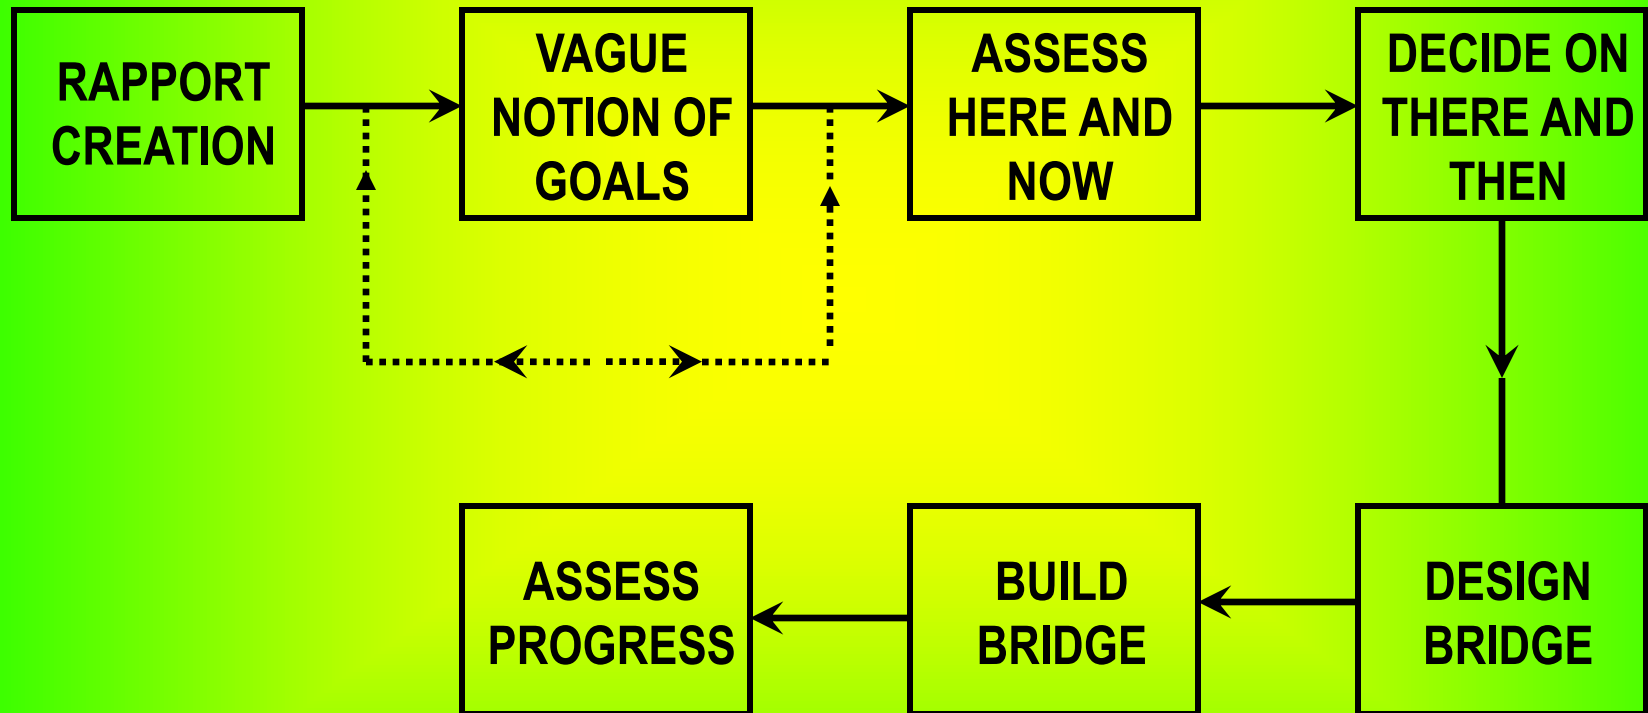 RAPPORT
CREATION
VAGUE
NOTION OF
GOALS
ASSESS
HERE AND
NOW
DECIDE ON
THERE AND
THEN
DESIGN
BRIDGE
BUILD
BRIDGE
ASSESS
PROGRESS